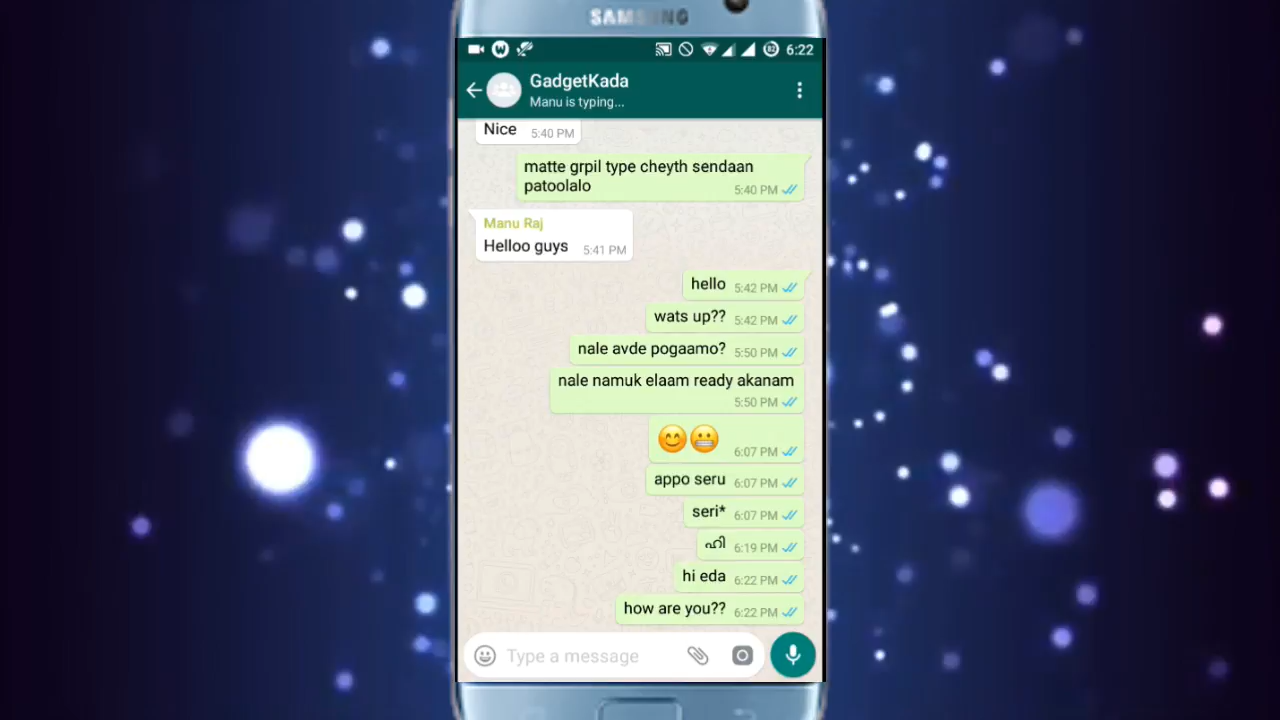 SAMSUNG
82 6:22
GadgetKada
Manu is typing...
Nice 5:40 PM
matte grpil type cheyth sendaan
patoolalo 5:40 PM
Manu Raj
Helloo guys 5:41 PM
hello 5:42 PM
wats up?? 5:42 PM
nale avde pogaamo? 5:50 PM
nale namuk elaam ready akanam
5:50 PM
😊😬 6:07 PM
appo seru 6:07 PM
seri* 6:07 PM
ഹി 6:19 PM
hi eda 6:22 PM
how are you?? 6:22 PM
Type a message